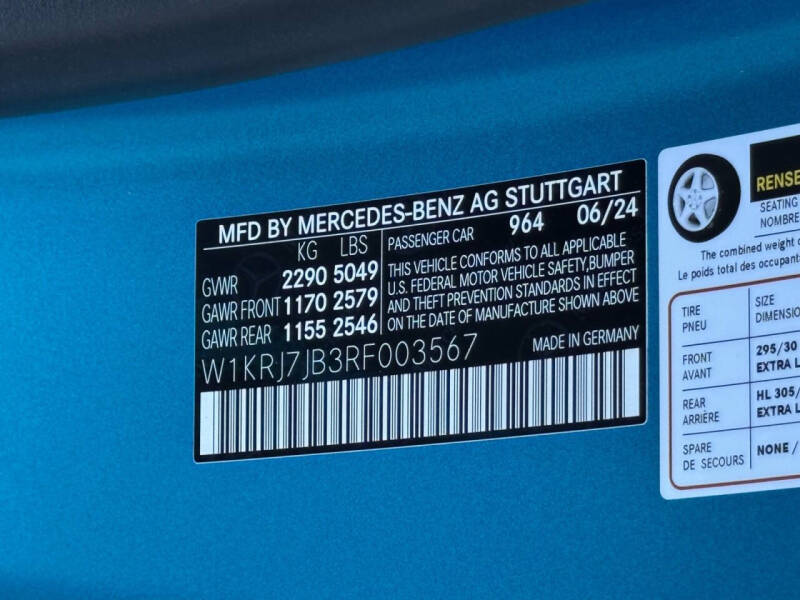 MFD BY MERCEDES-BENZ AG STUTTGART
KG LBS
PASSENGER CAR 964 06/24
GVWR 2290 5049
GAWR FRONT 1170 2579
GAWR REAR 1155 2546
THIS VEHICLE CONFORMS TO ALL APPLICABLE
U.S. FEDERAL MOTOR VEHICLE SAFETY, BUMPER
AND THEFT PREVENTION STANDARDS IN EFFECT
ON THE DATE OF MANUFACTURE SHOWN ABOVE
W1KRJ7JB3RF003567
MADE IN GERMANY
RENSE
SEATING
NOMBRE
The combined weight
Le poids total des occupant
TIRE
PNEU
SIZE
DIMENSIO
FRONT
AVANT
295/30
EXTRA L
REAR
ARRIÈRE
HL 305/
EXTRA L
SPARE
DE SECOURS
NONE /